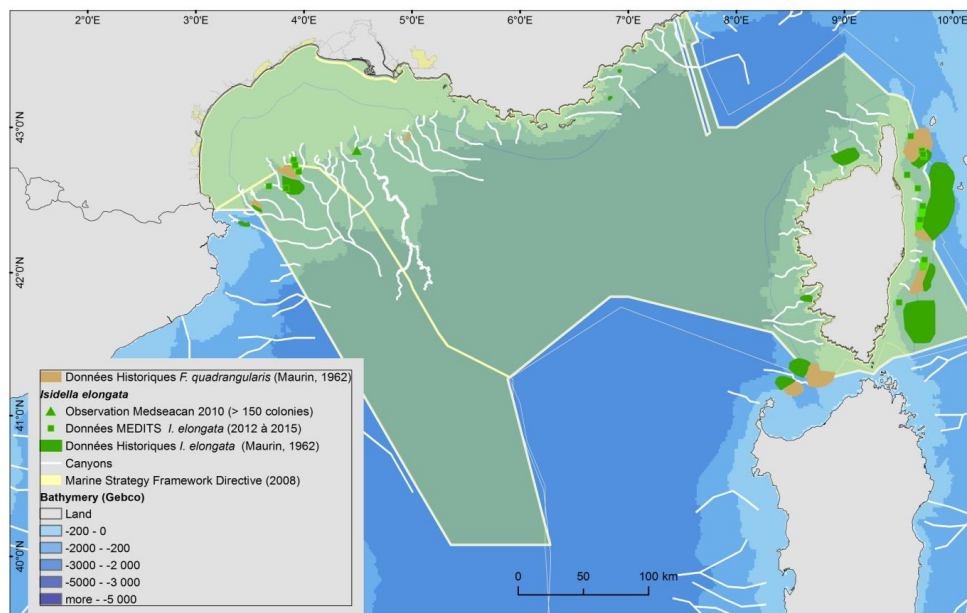 2°0'E 3°0'E 4°0'E 5°0'E 6°0'E 7°0'E 8°0'E 9°0'E 10°0'E
43°0'N
42°0'N
41°0'N
40°0'N
Données Historiques F. quadrangularis (Maurin, 1962)
Isidella elongata
Observation Medseacan 2010 (> 150 colonies)
Données MEDITS I. elongata (2012 à 2015)
Données Historiques I. elongata (Maurin, 1962)
Canyons
Marine Strategy Framework Directive (2008)
Bathymery (Gebco)
Land
-200 - 0
-2000 - -200
-3000 - -2 000
-5000 - -3 000
more - -5 000
0 50 100 km